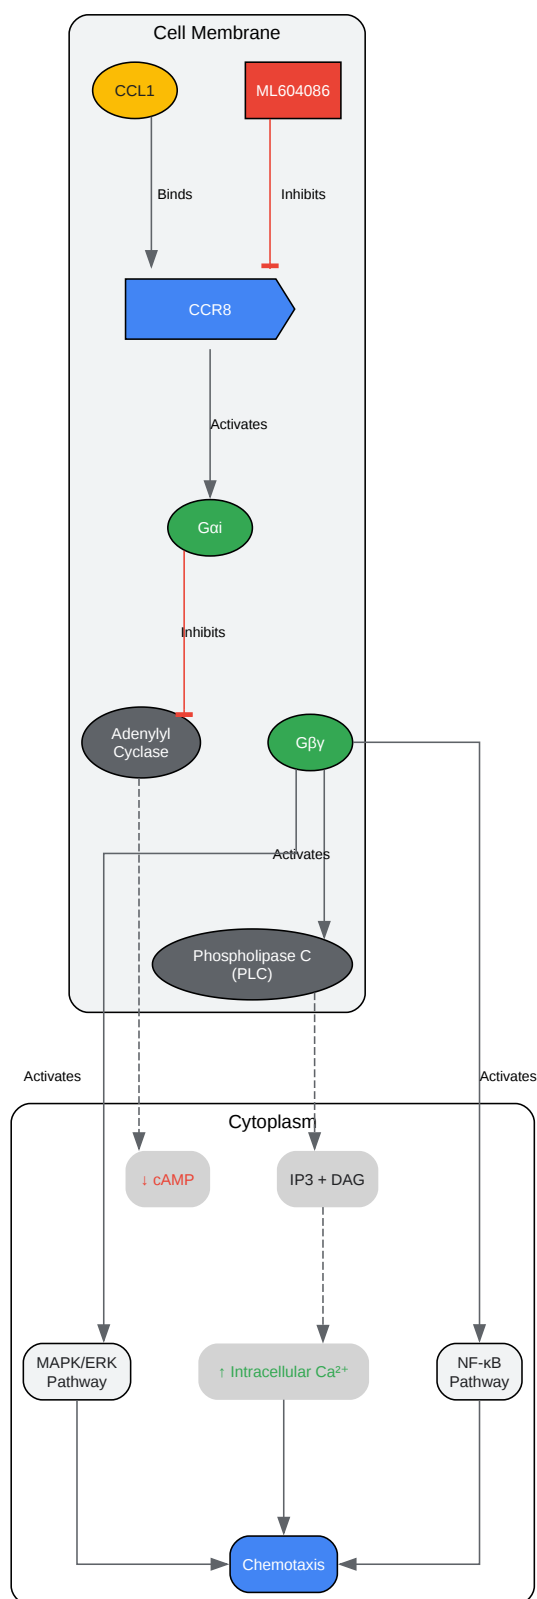 Cell Membrane
CCL1
ML604086
Binds
Inhibits
CCR8
Activates
Gαi
Inhibits
Adenylyl
Cyclase
Gβγ
Activates
Phospholipase C
(PLC)
Activates
Activates
Cytoplasm
↓ cAMP
IP3 + DAG
MAPK/ERK
Pathway
↑ Intracellular Ca²⁺
NF-κB
Pathway
Chemotaxis